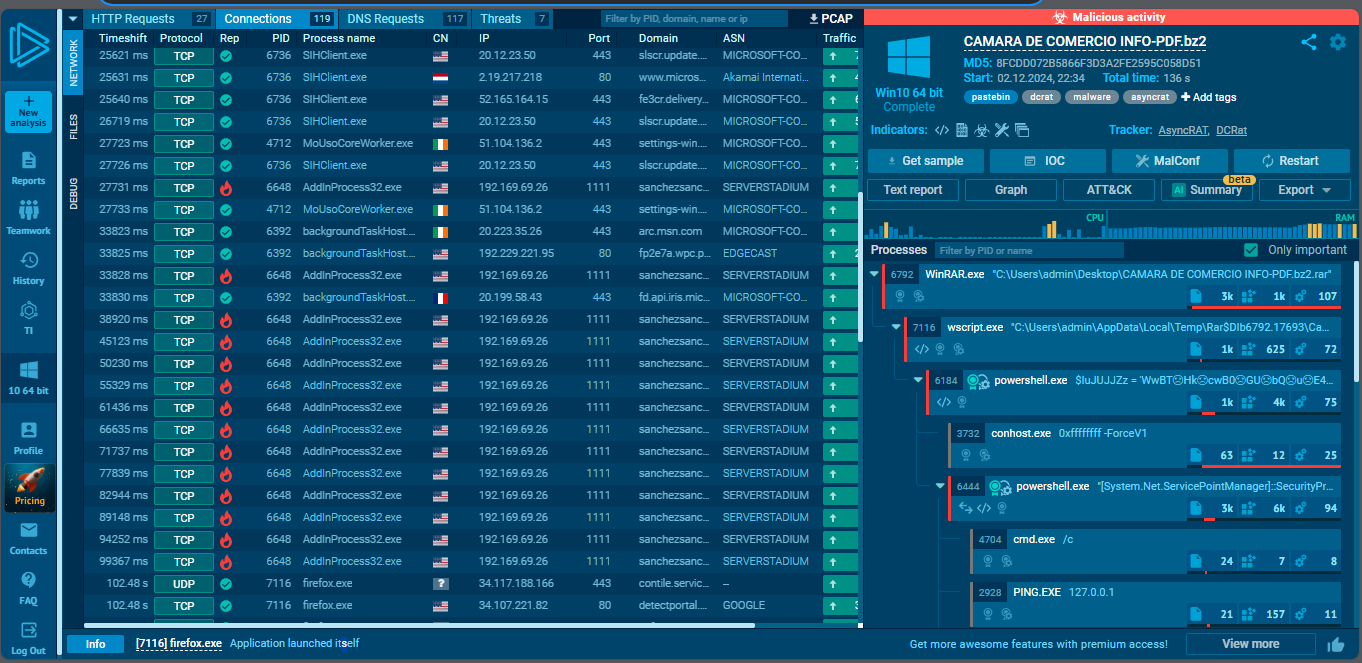 HTTP Requests 27 Connections 119 DNS Requests 117 Threats 7 Filter by PID, domain, name or ip PCAP
Timeshift Protocol Rep PID Process name CN IP Port Domain ASN Traffic
25621 ms TCP 6736 SIHClient.exe 20.12.23.50 443 slscr.update.... MICROSOFT-CO...
25631 ms TCP 6736 SIHClient.exe 2.19.217.218 80 www.micros... Akamai Internati...
25640 ms TCP 6736 SIHClient.exe 52.165.164.15 443 fe3cr.delivery... MICROSOFT-CO...
26719 ms TCP 6736 SIHClient.exe 20.12.23.50 443 slscr.update.... MICROSOFT-CO...
27723 ms TCP 4712 MoUsoCoreWorker.exe 51.104.136.2 443 settings-win.... MICROSOFT-CO...
27726 ms TCP 6736 SIHClient.exe 20.12.23.50 443 slscr.update.... MICROSOFT-CO...
27731 ms TCP 6648 AddInProcess32.exe 192.169.69.26 1111 sanchezsanc... SERVERSTADIUM
27733 ms TCP 4712 MoUsoCoreWorker.exe 51.104.136.2 443 settings-win.... MICROSOFT-CO...
33823 ms TCP 6392 backgroundTaskHost.... 20.223.35.26 443 arc.msn.com MICROSOFT-CO...
33825 ms TCP 6392 backgroundTaskHost.... 192.229.221.95 80 fp2e7a.wpc.p... EDGECAST
33828 ms TCP 6648 AddInProcess32.exe 192.169.69.26 1111 sanchezsanc... SERVERSTADIUM
33830 ms TCP 6392 backgroundTaskHost.... 20.199.58.43 443 fd.api.iris.mic... MICROSOFT-CO...
38920 ms TCP 6648 AddInProcess32.exe 192.169.69.26 1111 sanchezsanc... SERVERSTADIUM
45123 ms TCP 6648 AddInProcess32.exe 192.169.69.26 1111 sanchezsanc... SERVERSTADIUM
50230 ms TCP 6648 AddInProcess32.exe 192.169.69.26 1111 sanchezsanc... SERVERSTADIUM
55329 ms TCP 6648 AddInProcess32.exe 192.169.69.26 1111 sanchezsanc... SERVERSTADIUM
61436 ms TCP 6648 AddInProcess32.exe 192.169.69.26 1111 sanchezsanc... SERVERSTADIUM
66635 ms TCP 6648 AddInProcess32.exe 192.169.69.26 1111 sanchezsanc... SERVERSTADIUM
71737 ms TCP 6648 AddInProcess32.exe 192.169.69.26 1111 sanchezsanc... SERVERSTADIUM
77839 ms TCP 6648 AddInProcess32.exe 192.169.69.26 1111 sanchezsanc... SERVERSTADIUM
82944 ms TCP 6648 AddInProcess32.exe 192.169.69.26 1111 sanchezsanc... SERVERSTADIUM
89148 ms TCP 6648 AddInProcess32.exe 192.169.69.26 1111 sanchezsanc... SERVERSTADIUM
94252 ms TCP 6648 AddInProcess32.exe 192.169.69.26 1111 sanchezsanc... SERVERSTADIUM
99367 ms TCP 6648 AddInProcess32.exe 192.169.69.26 1111 sanchezsanc... SERVERSTADIUM
102.48 s UDP 7116 firefox.exe ? 34.117.188.166 443 contile.servic... –
102.48 s TCP 7116 firefox.exe 34.107.221.82 80 detectportal.... GOOGLE
Info [7116] firefox.exe Application launched itself
Get more awesome features with premium access! View more
NETWORK
FILES
DEBUG
+
New
analysis
Reports
Teamwork
History
TI
10 64 bit
Profile
Pricing
Contacts
FAQ
Log Out
Malicious activity
Win10 64 bit
Complete
CAMARA DE COMERCIO INFO-PDF.bz2
MD5: 8FCDD072B5866F3D3A2FE2595C058D51
Start: 02.12.2024, 22:34 Total time: 136 s
pastebin dcrat malware asyncrat + Add tags
Indicators: Tracker: AsyncRAT, DCRat
Get sample IOC MalConf Restart
Text report Graph ATT&CK AI Summary beta Export
CPU RAM
Processes Filter by PID or name Only important
6792 WinRAR.exe "C:\Users\admin\Desktop\CAMARA DE COMERCIO INFO-PDF.bz2.rar"
3k 1k 107
7116 wscript.exe "C:\Users\admin\AppData\Local\Temp\Rar$DIb6792.17693\Ca...
1k 625 72
6184 powershell.exe $IuJUJJZz = 'WwBT☹Hk☹cwB0☹GU☹bQ☹u☹E4...
1k 4k 75
3732 conhost.exe 0xffffffff -ForceV1
63 12 25
6444 powershell.exe "[System.Net.ServicePointManager]::SecurityPr...
3k 6k 94
4704 cmd.exe /c
24 7 8
2928 PING.EXE 127.0.0.1
21 157 11